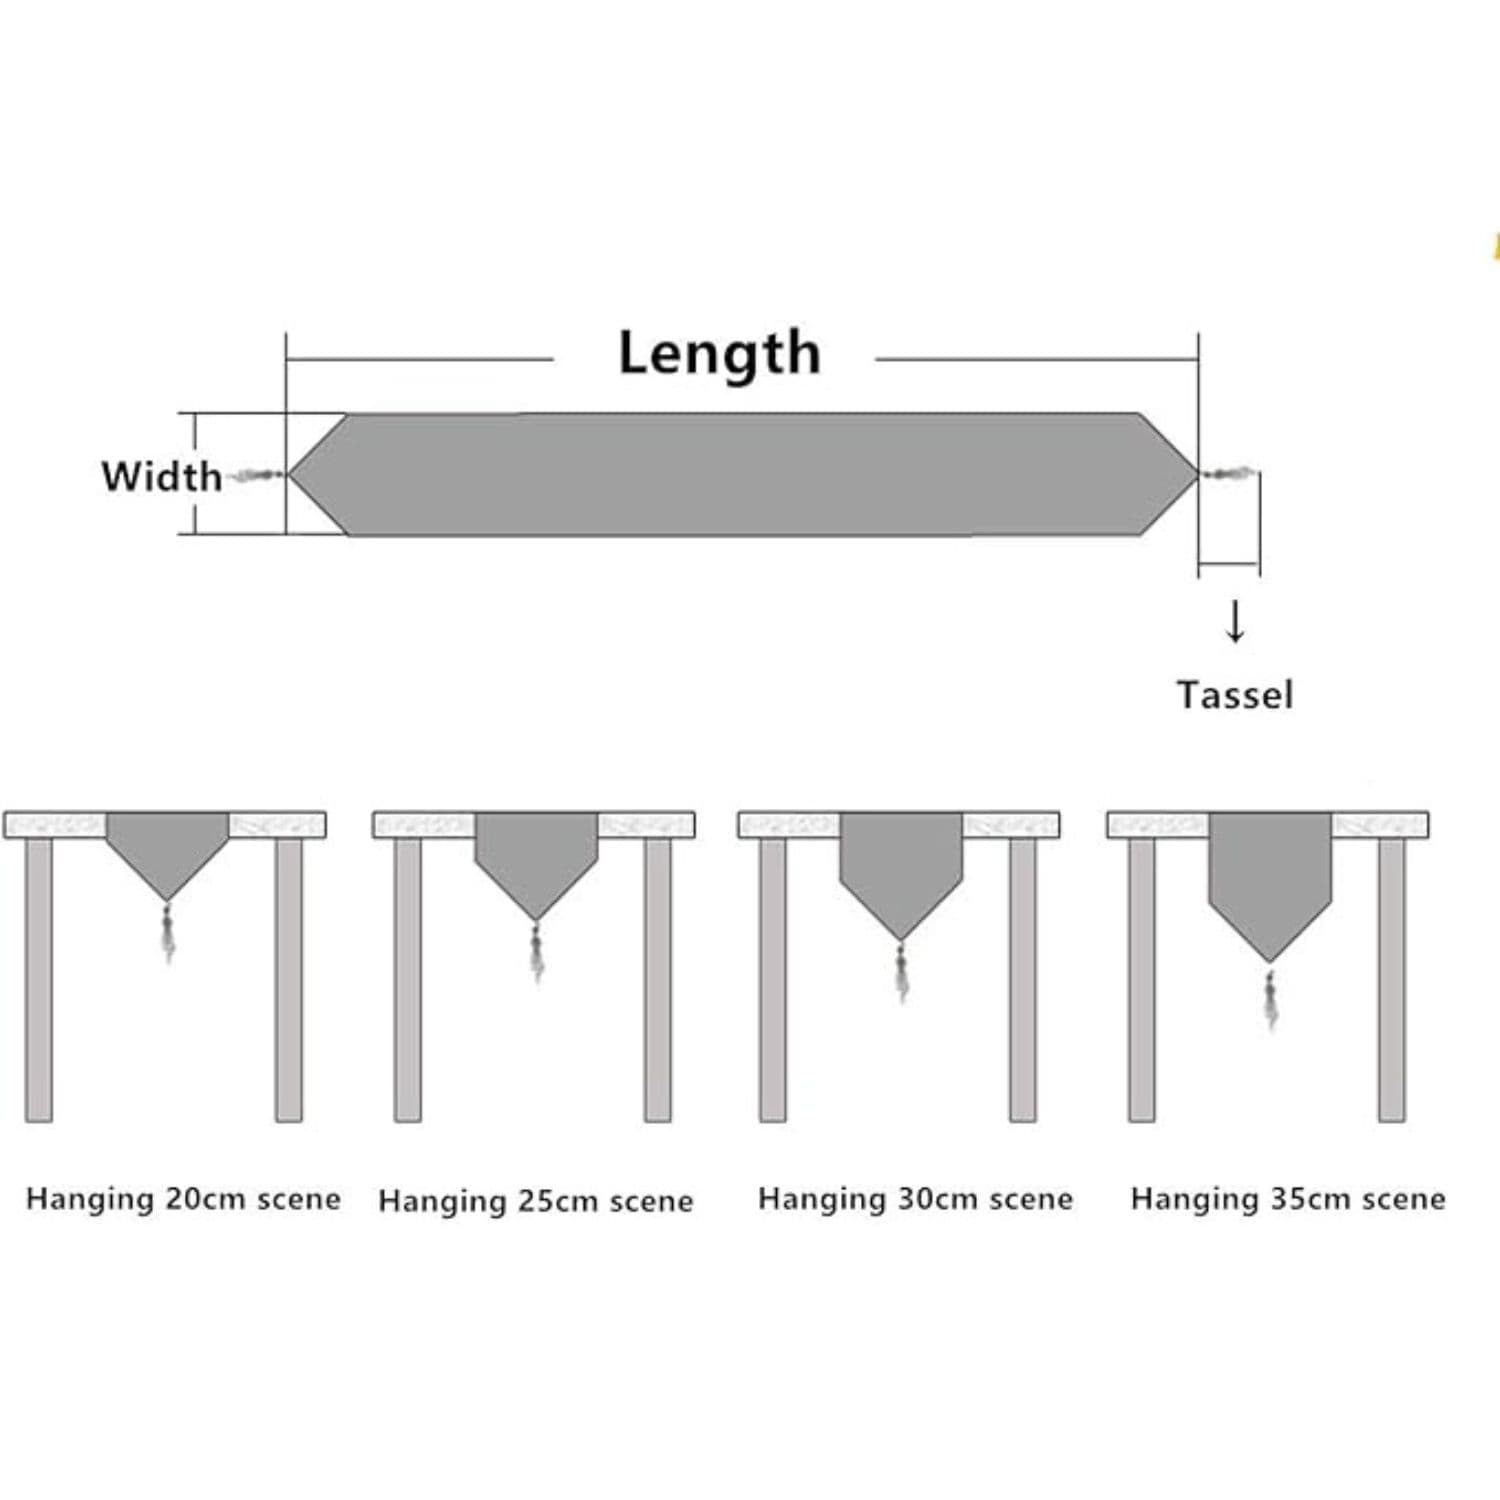 Length
Width
Tassel
Hanging 20cm scene
Hanging 25cm scene
Hanging 30cm scene
Hanging 35cm scene